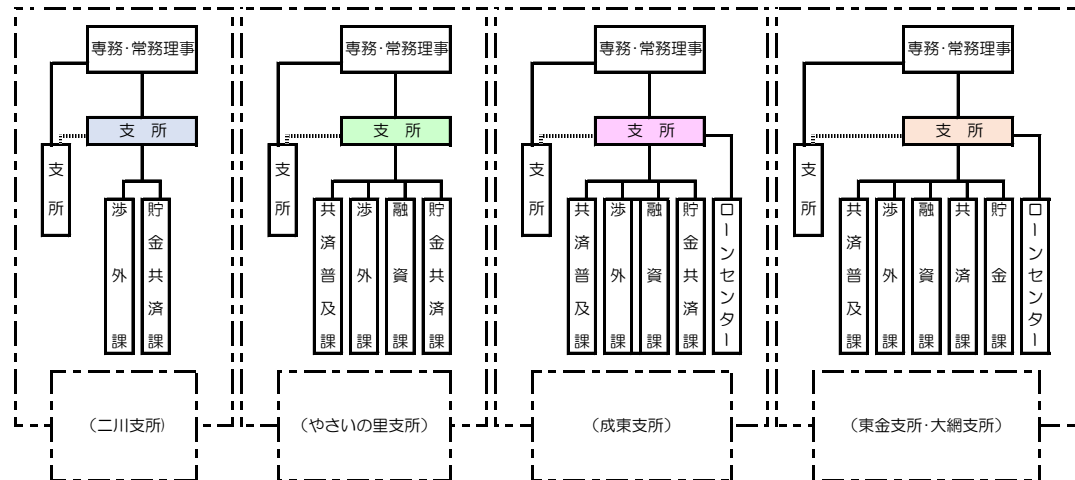 専務・常務理事
支　所
支所
渉外課
貯金共済課
（二川支所）
専務・常務理事
支　所
支所
共済普及課
渉外課
融資課
貯金共済課
（やさいの里支所）
専務・常務理事
支　所
支所
共済普及課
渉外課
融資課
貯金共済課
ローンセンター
（成東支所）
専務・常務理事
支　所
支所
共済普及課
渉外課
融資課
共済課
貯金課
ローンセンター
（東金支所・大網支所）